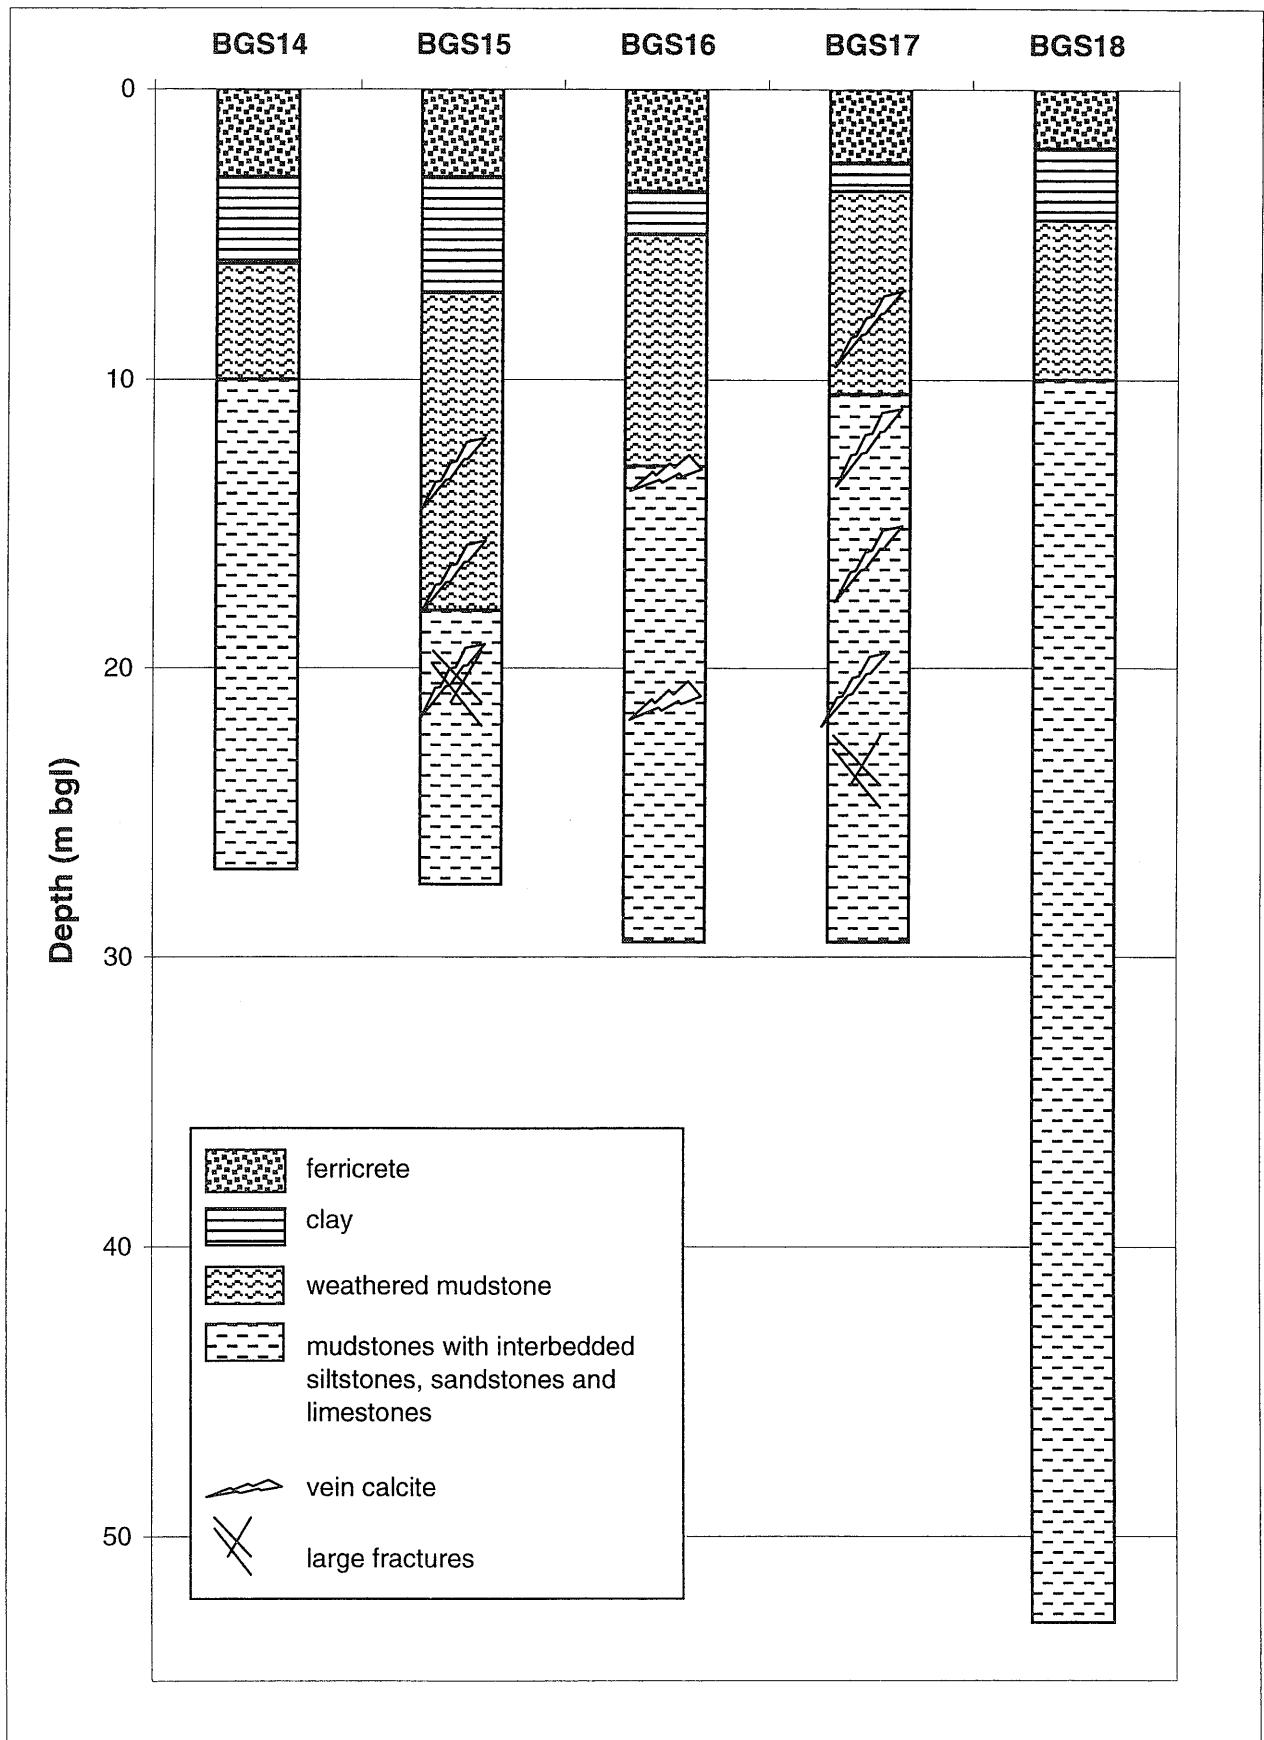 BGS14 BGS15 BGS16 BGS17 BGS18
0
10
20
30
40
50
Depth (m bgl)
ferricrete
clay
weathered mudstone
mudstones with interbedded
siltstones, sandstones and
limestones
vein calcite
large fractures